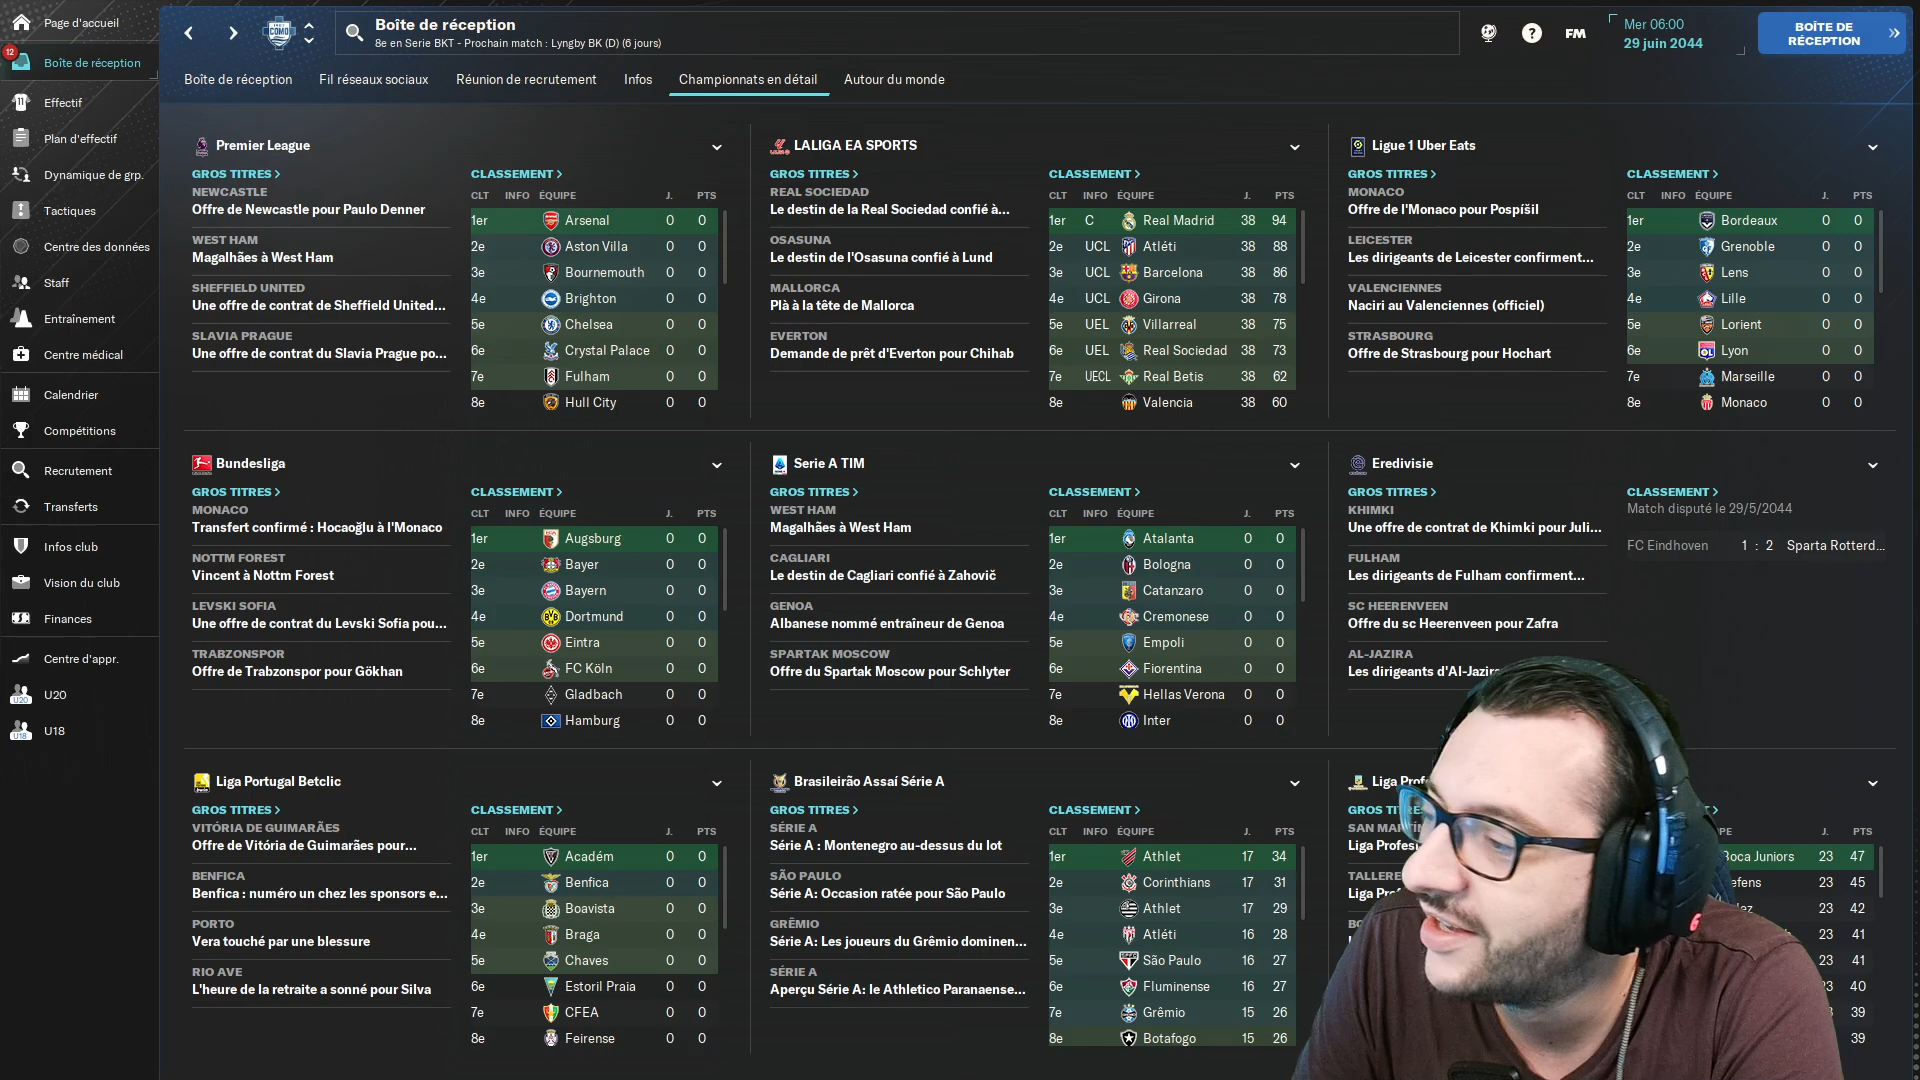 Page d'accueil
12
Boîte de réception
Effectif
Plan d'effectif
Dynamique de grp.
Tactiques
Centre des données
Staff
Entraînement
Centre médical
Calendrier
Compétitions
Recrutement
Transferts
Infos club
Vision du club
Finances
Centre d'appr.
U20
U18
Boîte de réception
8e en Serie BKT - Prochain match : Lyngby BK (D) (6 jours)
FM
Mer 06:00
29 juin 2044
BOÎTE DE RÉCEPTION
Boîte de réception Fil réseaux sociaux Réunion de recrutement Infos Championnats en détail Autour du monde
Premier League
GROS TITRES
NEWCASTLE
Offre de Newcastle pour Paulo Denner
WEST HAM
Magalhães à West Ham
SHEFFIELD UNITED
Une offre de contrat de Sheffield United...
SLAVIA PRAGUE
Une offre de contrat du Slavia Prague po...
CLASSEMENT
CLT INFO ÉQUIPE J. PTS
1er Arsenal 0 0
2e Aston Villa 0 0
3e Bournemouth 0 0
4e Brighton 0 0
5e Chelsea 0 0
6e Crystal Palace 0 0
7e Fulham 0 0
8e Hull City 0 0
LALIGA EA SPORTS
GROS TITRES
REAL SOCIEDAD
Le destin de la Real Sociedad confié à...
OSASUNA
Le destin de l'Osasuna confié à Lund
MALLORCA
Plà à la tête de Mallorca
EVERTON
Demande de prêt d'Everton pour Chihab
CLASSEMENT
CLT INFO ÉQUIPE J. PTS
1er C Real Madrid 38 94
2e UCL Atléti 38 88
3e UCL Barcelona 38 86
4e UCL Girona 38 78
5e UEL Villarreal 38 75
6e UEL Real Sociedad 38 73
7e UECL Real Betis 38 62
8e Valencia 38 60
Ligue 1 Uber Eats
GROS TITRES
MONACO
Offre de l'Monaco pour Pospíšil
LEICESTER
Les dirigeants de Leicester confirment...
VALENCIENNES
Naciri au Valenciennes (officiel)
STRASBOURG
Offre de Strasbourg pour Hochart
CLASSEMENT
CLT INFO ÉQUIPE J. PTS
1er Bordeaux 0 0
2e Grenoble 0 0
3e Lens 0 0
4e Lille 0 0
5e Lorient 0 0
6e Lyon 0 0
7e Marseille 0 0
8e Monaco 0 0
Bundesliga
GROS TITRES
MONACO
Transfert confirmé : Hocaoğlu à l'Monaco
NOTTM FOREST
Vincent à Nottm Forest
LEVSKI SOFIA
Une offre de contrat du Levski Sofia pou...
TRABZONSPOR
Offre de Trabzonspor pour Gökhan
CLASSEMENT
CLT INFO ÉQUIPE J. PTS
1er Augsburg 0 0
2e Bayer 0 0
3e Bayern 0 0
4e Dortmund 0 0
5e Eintra 0 0
6e FC Köln 0 0
7e Gladbach 0 0
8e Hamburg 0 0
Serie A TIM
GROS TITRES
WEST HAM
Magalhães à West Ham
CAGLIARI
Le destin de Cagliari confié à Zahovič
GENOA
Albanese nommé entraîneur de Genoa
SPARTAK MOSCOW
Offre du Spartak Moscow pour Schlyter
CLASSEMENT
CLT INFO ÉQUIPE J. PTS
1er Atalanta 0 0
2e Bologna 0 0
3e Catanzaro 0 0
4e Cremonese 0 0
5e Empoli 0 0
6e Fiorentina 0 0
7e Hellas Verona 0 0
8e Inter 0 0
Eredivisie
GROS TITRES
KHIMKI
Une offre de contrat de Khimki pour Juli...
FULHAM
Les dirigeants de Fulham confirment...
SC HEERENVEEN
Offre du sc Heerenveen pour Zafra
AL-JAZIRA
Les dirigeants d'Al-Jazira
CLASSEMENT
Match disputé le 29/5/2044
FC Eindhoven 1 : 2 Sparta Rotterd...
Liga Portugal Betclic
GROS TITRES
VITÓRIA DE GUIMARÃES
Offre de Vitória de Guimarães pour...
BENFICA
Benfica : numéro un chez les sponsors e...
PORTO
Vera touché par une blessure
RIO AVE
L'heure de la retraite a sonné pour Silva
CLASSEMENT
CLT INFO ÉQUIPE J. PTS
1er Académ 0 0
2e Benfica 0 0
3e Boavista 0 0
4e Braga 0 0
5e Chaves 0 0
6e Estoril Praia 0 0
7e CFEA 0 0
8e Feirense 0 0
Brasileirão Assaí Série A
GROS TITRES
SÉRIE A
Série A : Montenegro au-dessus du lot
SÃO PAULO
Série A: Occasion ratée pour São Paulo
GRÊMIO
Série A: Les joueurs du Grêmio dominen...
SÉRIE A
Aperçu Série A: le Athletico Paranaense...
CLASSEMENT
CLT INFO ÉQUIPE J. PTS
1er Athlet 17 34
2e Corinthians 17 31
3e Athlet 17 29
4e Atléti 16 28
5e São Paulo 16 27
6e Fluminense 16 27
7e Grêmio 15 26
8e Botafogo 15 26
Liga Prof
GROS TITRES
SAN MARTÍN
Liga Profesi
TALLERE
Liga Pro
J. PTS
Boca Juniors 23 47
efens 23 45
23 42
23 41
23 41
23 40
39
39